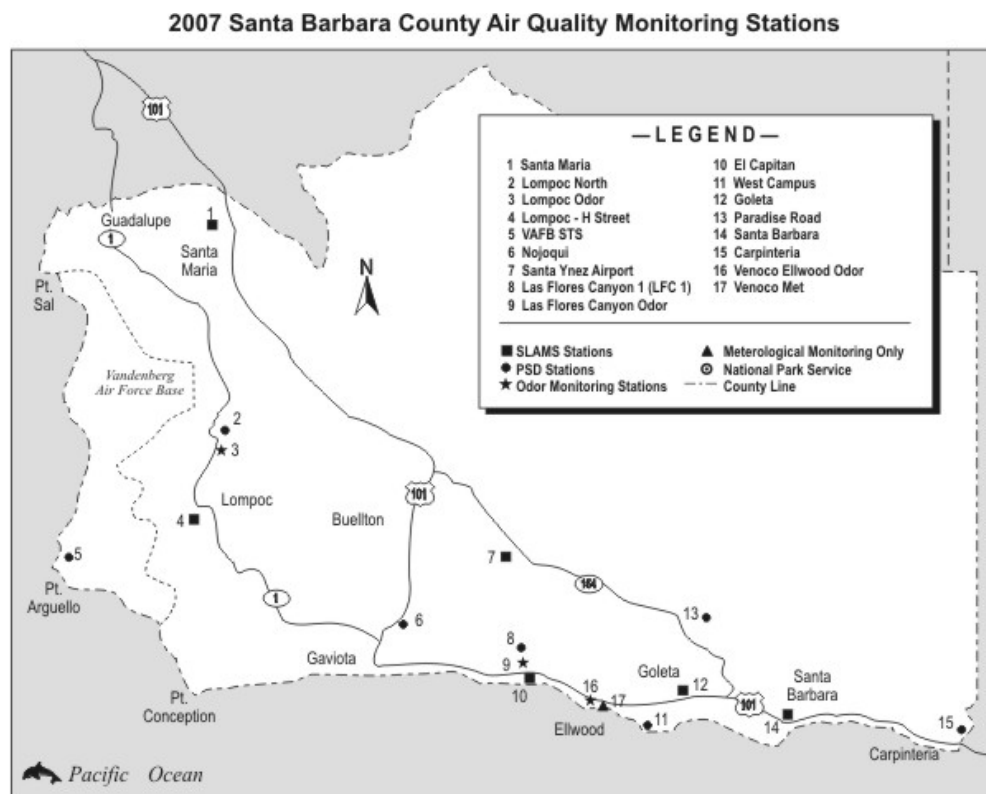 2007 Santa Barbara County Air Quality Monitoring Stations
101
—LEGEND—
1 Santa Maria
2 Lompoc North
3 Lompoc Odor
4 Lompoc - H Street
5 VAFB STS
6 Nojoqui
7 Santa Ynez Airport
8 Las Flores Canyon 1 (LFC 1)
9 Las Flores Canyon Odor
10 El Capitan
11 West Campus
12 Goleta
13 Paradise Road
14 Santa Barbara
15 Carpinteria
16 Venoco Ellwood Odor
17 Venoco Met
SLAMS Stations
PSD Stations
Odor Monitoring Stations
Meterological Monitoring Only
National Park Service
County Line
Guadalupe
1
1
Santa
Maria
N
Pt.
Sal
Vandenberg
Air Force Base
2
3
Lompoc
4
101
Buellton
5
Pt.
Arguello
7
154
1
6
13
8
Gaviota
9
10
Goleta
12
Santa
Barbara
16
17
101
Pt.
Conception
Ellwood
11
14
15
Carpinteria
Pacific Ocean